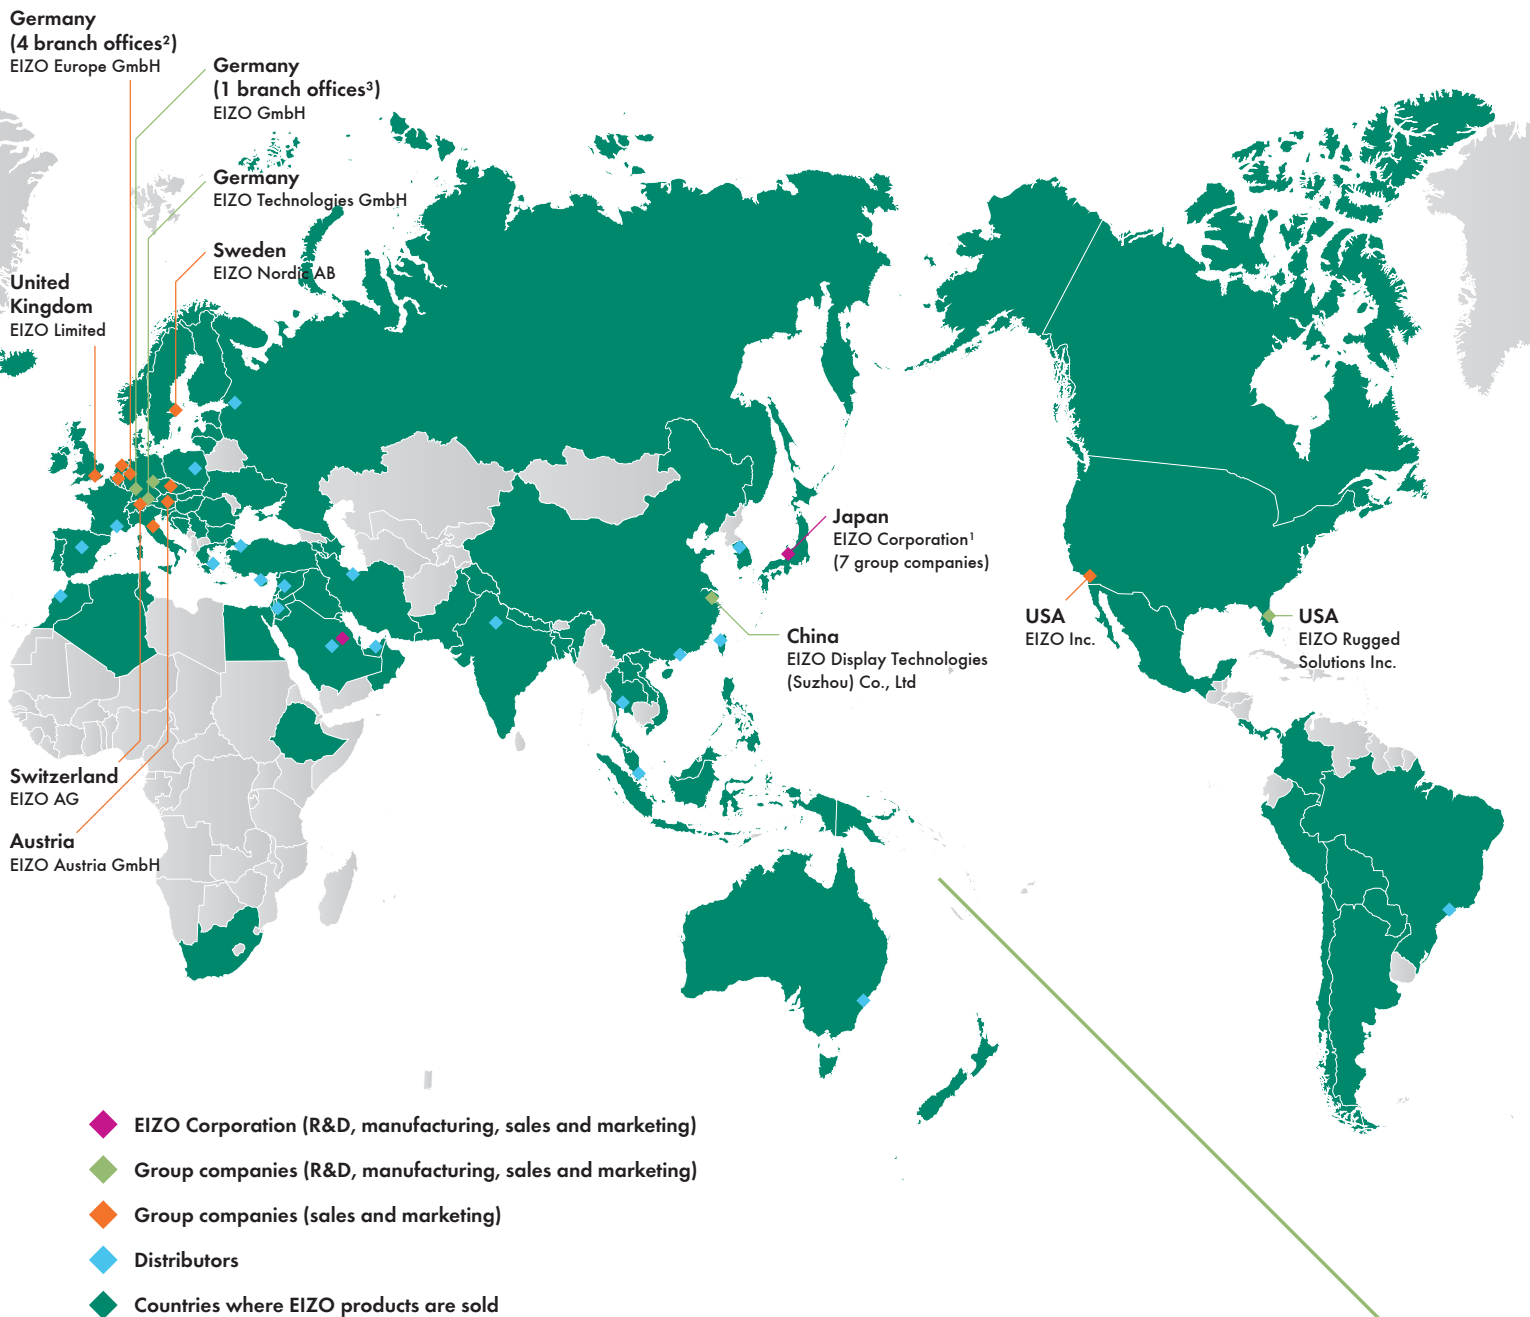 Germany
(4 branch offices²)
EIZO Europe GmbH
Germany
(1 branch offices³)
EIZO GmbH
Germany
EIZO Technologies GmbH
Sweden
EIZO Nordic AB
United
Kingdom
EIZO Limited
Japan
EIZO Corporation¹
(7 group companies)
China
EIZO Display Technologies
(Suzhou) Co., Ltd
USA
EIZO Inc.
USA
EIZO Rugged
Solutions Inc.
Switzerland
EIZO AG
Austria
EIZO Austria GmbH
EIZO Corporation (R&D, manufacturing, sales and marketing)
Group companies (R&D, manufacturing, sales and marketing)
Group companies (sales and marketing)
Distributors
Countries where EIZO products are sold